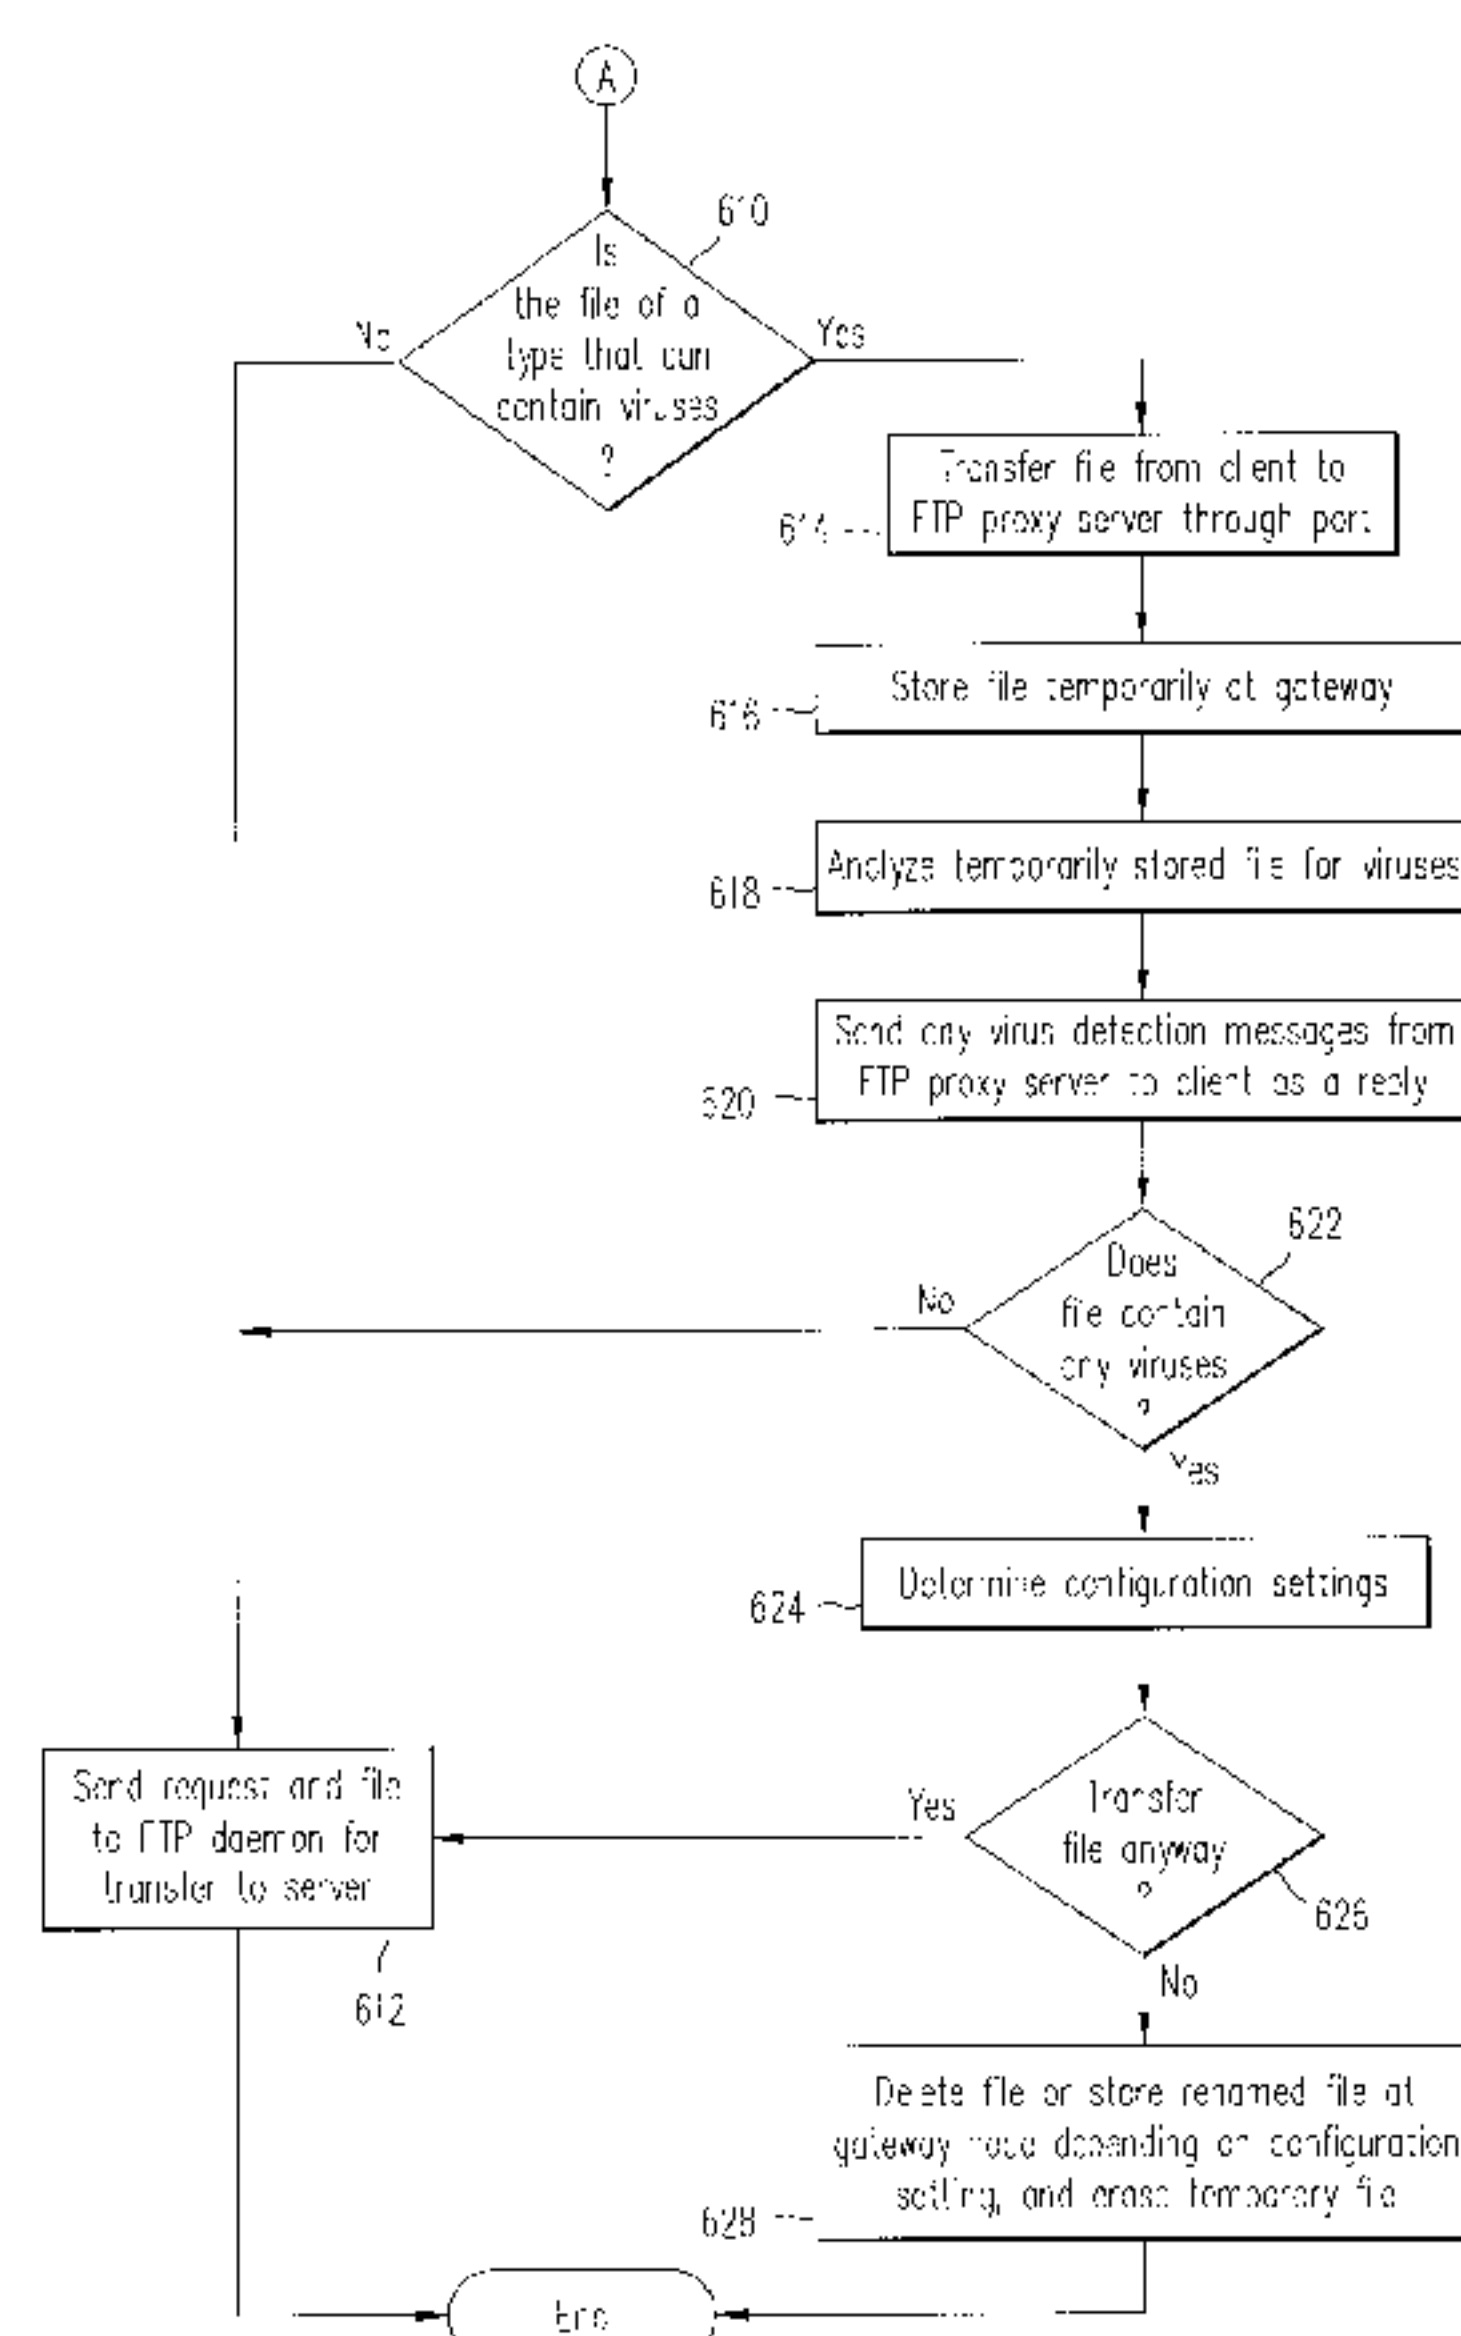 A
610
Is
the file of a
type that can
contain viruses
?
No
Yes
Transfer file from client to
FTP proxy server through port
614
Store file temporarily at gateway
616
Analyze temporarily stored file for viruses
618
Send any virus detection messages from
FTP proxy server to client as a reply
620
622
Does
file contain
any viruses
?
No
Yes
Determine configuration settings
624
Transfer
file anyway
?
Yes
626
No
Send request and file
to FTP daemon for
transfer to server
612
Delete file or store renamed file at
gateway node depending on configuration
setting, and erase temporary file
628
End